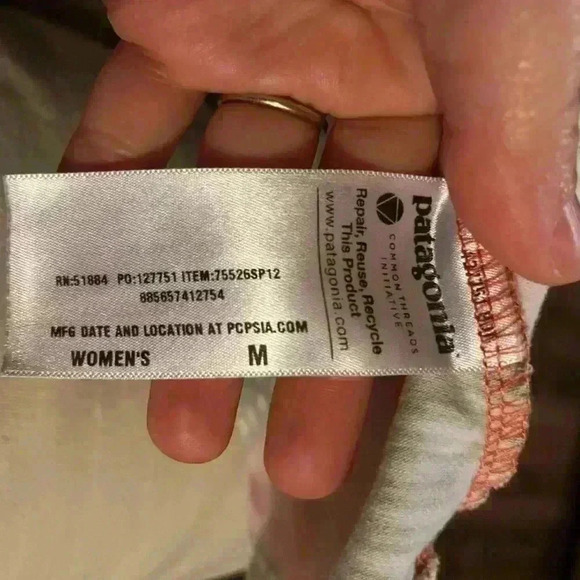 RN:51884 PO:127751 ITEM:75526SP12
885657412754
MFG DATE AND LOCATION AT PCPSIA.COM
WOMEN'S M
patagonia
COMMON THREADS
INITIATIVE
Repair, Reuse, Recycle
This Product
www.patagonia.com